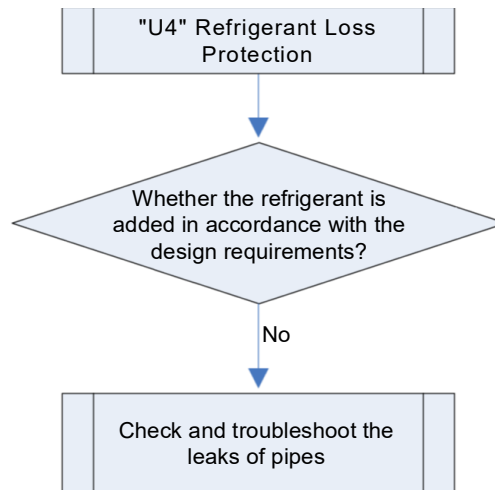 "U4" Refrigerant Loss
Protection
Whether the refrigerant is
added in accordance with the
design requirements?
No
Check and troubleshoot the
leaks of pipes